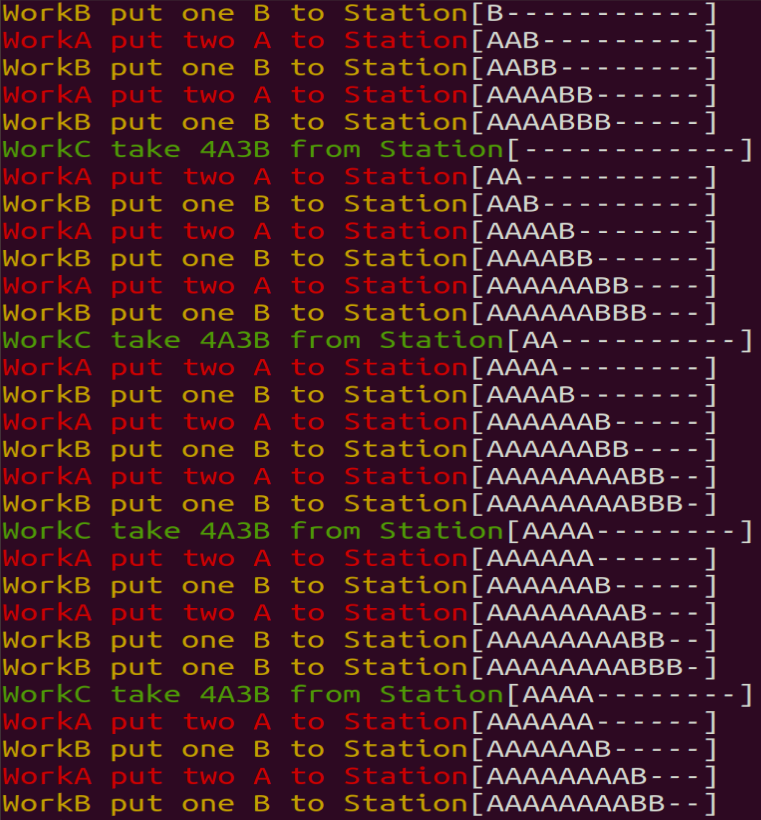 WorkB put one B to Station[B-----------]
WorkA put two A to Station[AAB---------]
WorkB put one B to Station[AABB--------]
WorkA put two A to Station[AAAABB------]
WorkB put one B to Station[AAAABBB-----]
WorkC take 4A3B from Station[------------]
WorkA put two A to Station[AA----------]
WorkB put one B to Station[AAB---------]
WorkA put two A to Station[AAAAB-------]
WorkB put one B to Station[AAAABB------]
WorkA put two A to Station[AAAAAABB----]
WorkB put one B to Station[AAAAAABBB---]
WorkC take 4A3B from Station[AA----------]
WorkA put two A to Station[AAAA--------]
WorkB put one B to Station[AAAAB-------]
WorkA put two A to Station[AAAAAAB-----]
WorkB put one B to Station[AAAAAABB----]
WorkA put two A to Station[AAAAAAAABB--]
WorkB put one B to Station[AAAAAAAABBB-]
WorkC take 4A3B from Station[AAAA--------]
WorkA put two A to Station[AAAAAA------]
WorkB put one B to Station[AAAAAAB-----]
WorkA put two A to Station[AAAAAAAAB---]
WorkB put one B to Station[AAAAAAAABB--]
WorkB put one B to Station[AAAAAAAABBB-]
WorkC take 4A3B from Station[AAAA--------]
WorkA put two A to Station[AAAAAA------]
WorkB put one B to Station[AAAAAAB-----]
WorkA put two A to Station[AAAAAAAAB---]
WorkB put one B to Station[AAAAAAAABB--]